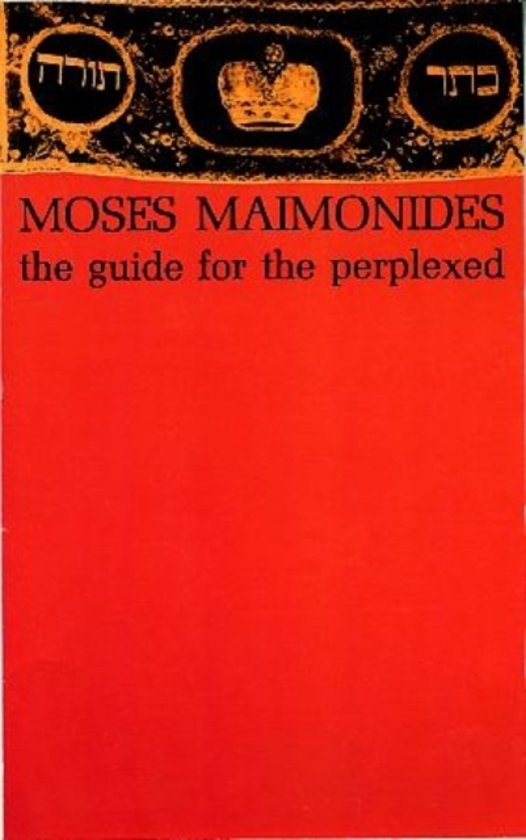 כתר
תורה
MOSES MAIMONIDES
the guide for the perplexed